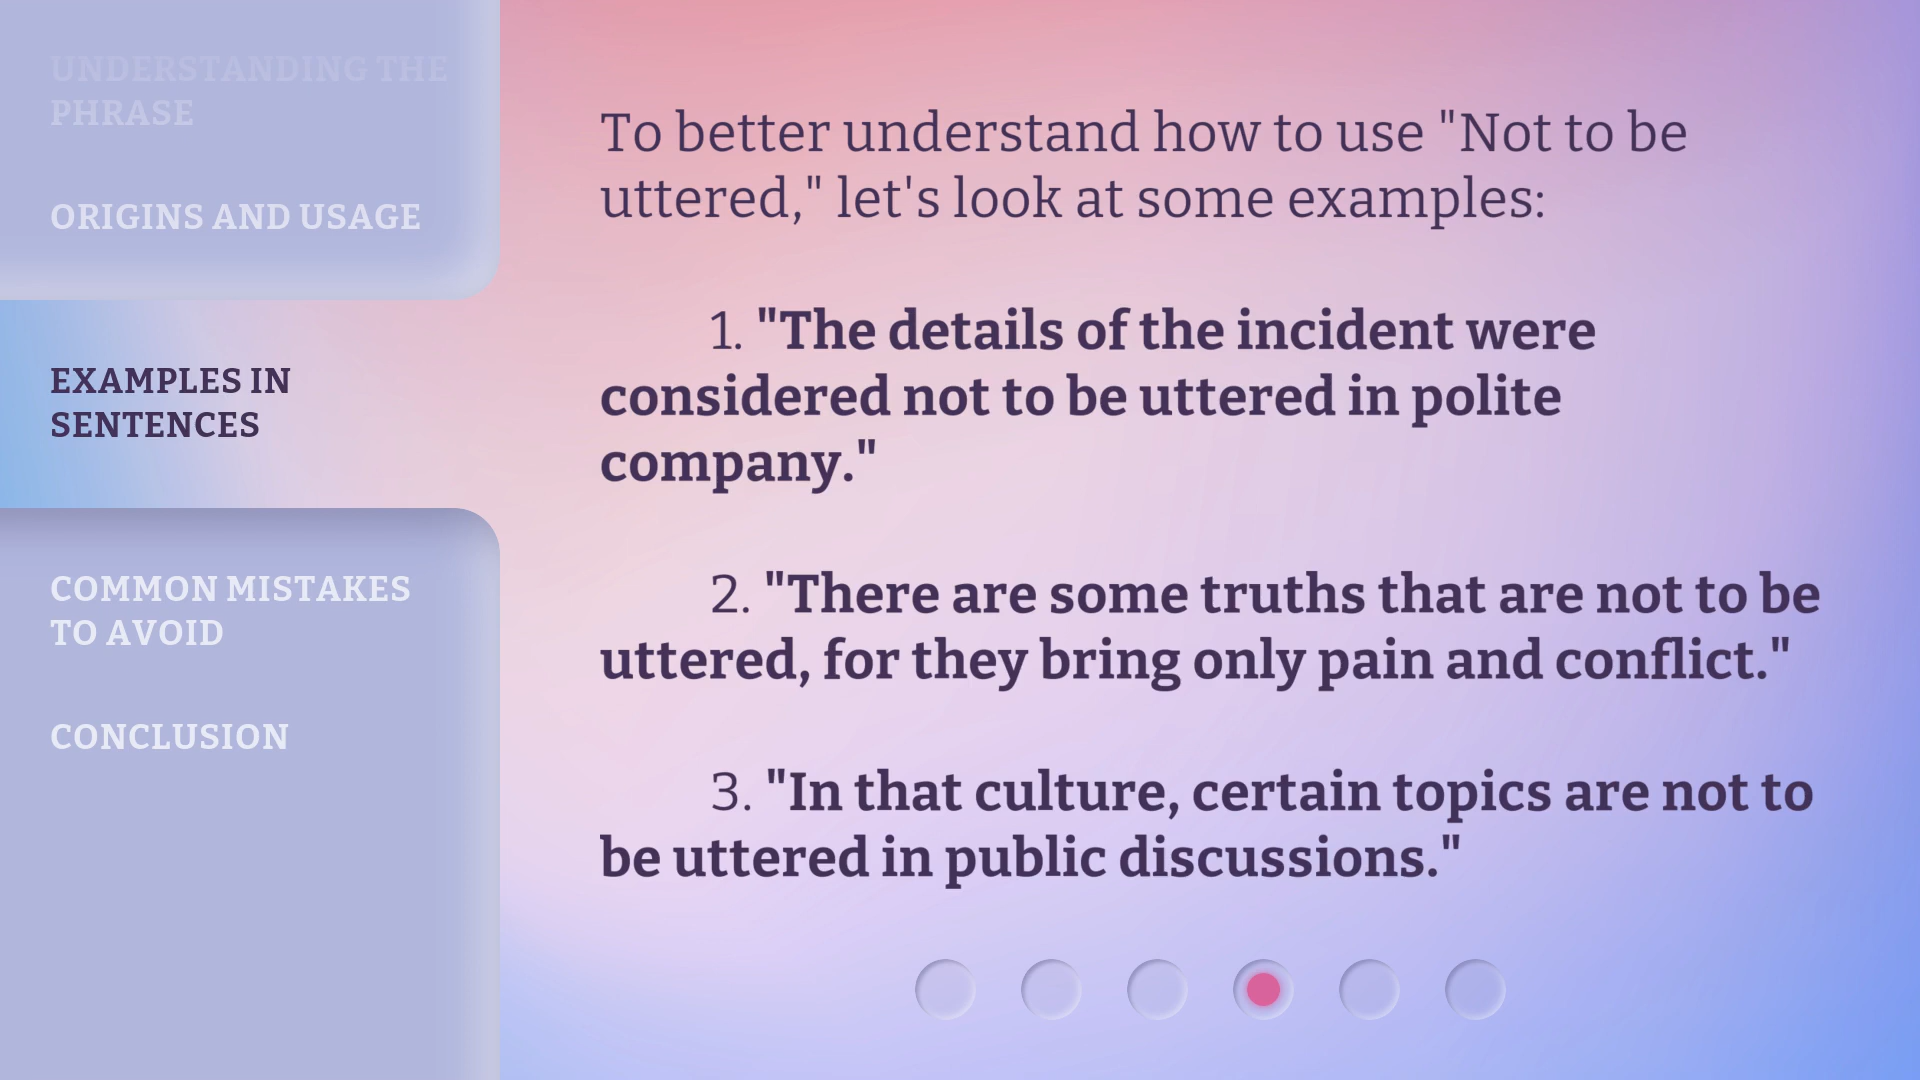 UNDERSTANDING THE
PHRASE
ORIGINS AND USAGE
EXAMPLES IN
SENTENCES
COMMON MISTAKES
TO AVOID
CONCLUSION
To better understand how to use "Not to be
uttered," let's look at some examples:
1. "The details of the incident were
considered not to be uttered in polite
company."
2. "There are some truths that are not to be
uttered, for they bring only pain and conflict."
3. "In that culture, certain topics are not to
be uttered in public discussions."